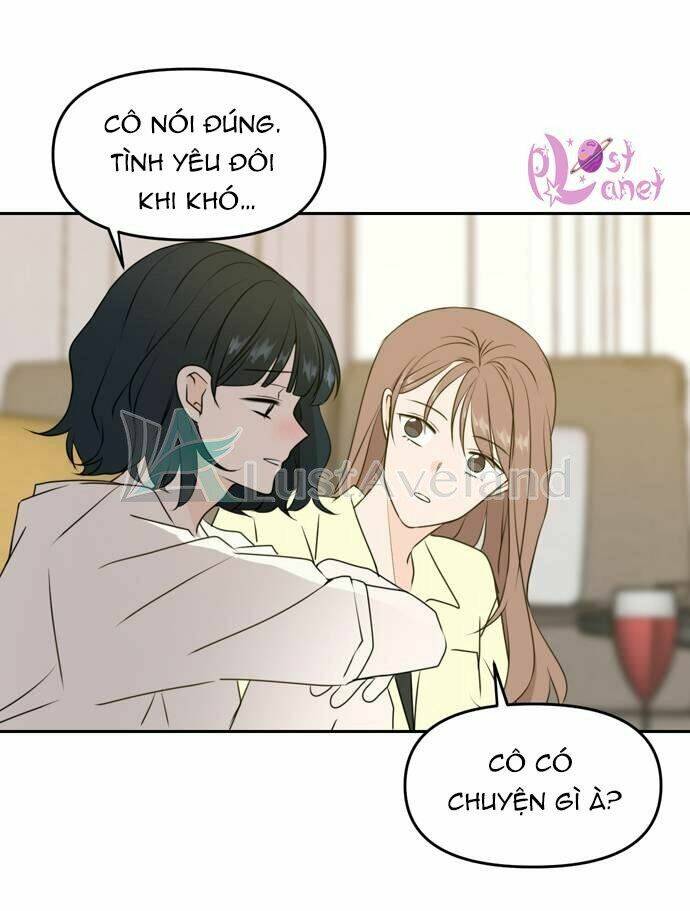 CÔ NÓI ĐÚNG.
TÌNH YÊU ĐÔI
KHI KHÓ...
Lost
pLanet
LustAveland
CÔ CÓ
CHUYỆN GÌ À?